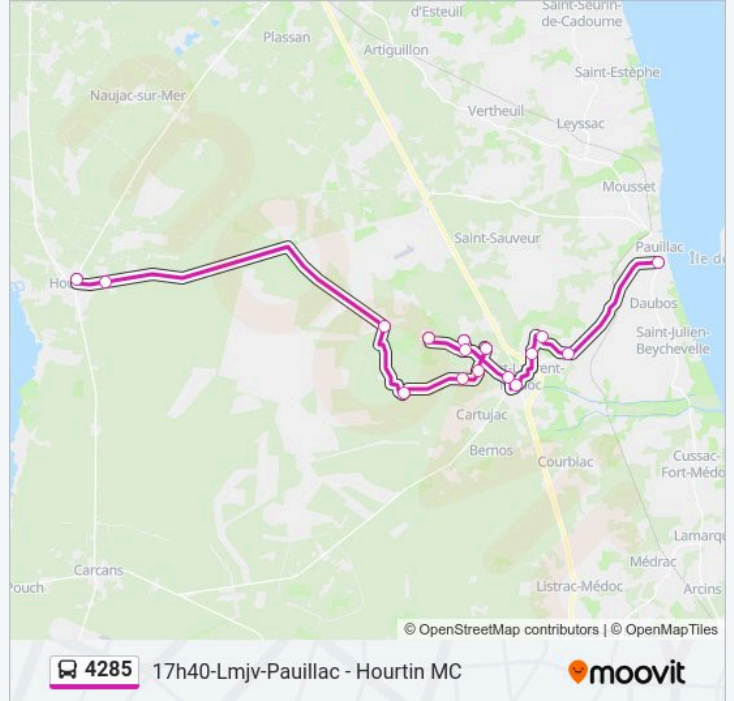 d'Esteuil
Saint-Seurin-
de-Cadourne
Plassan
Artiguillon
Saint-Estèphe
Naujac-sur-Mer
Vertheuil
Leyssac
Mousset
Saint-Sauveur
Pauillac
Île de
Hou
Daubos
Saint-Julien-
Beychevelle
Cartujac
Bernos
Courbiac
Cussac-
Fort-Médo
Lamarqu
Médrac
Carcans
Pouch
Listrac-Médoc
Arcins
© OpenStreetMap contributors | © OpenMapTiles
4285 17h40-Lmjv-Pauillac - Hourtin MC
moovit